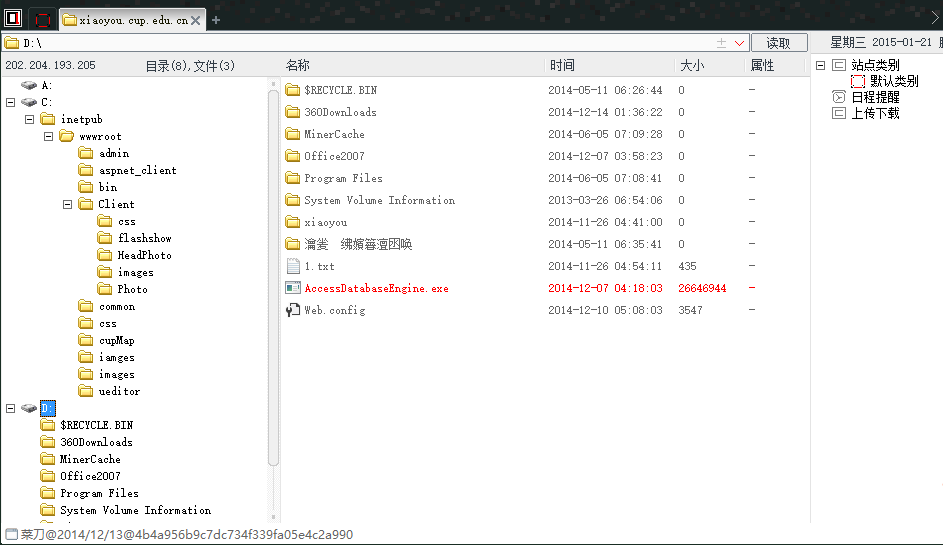 xiaoyou.cup.edu.cn
D:\
读取
星期三 2015-01-21
202.204.193.205 目录(8),文件(3)
名称 时间 大小 属性
A:
C:
inetpub
wwwroot
admin
aspnet_client
bin
Client
css
flashshow
HeadPhoto
images
Photo
common
css
cupMap
iamges
images
ueditor
D:
$RECYCLE.BIN
360Downloads
MinerCache
Office2007
Program Files
System Volume Information
$RECYCLE.BIN 2014-05-11 06:26:44 0 -
360Downloads 2014-12-14 01:36:22 0 -
MinerCache 2014-06-05 07:09:28 0 -
Office2007 2014-12-07 03:58:23 0 -
Program Files 2014-06-05 07:08:41 0 -
System Volume Information 2013-03-26 06:54:06 0 -
xiaoyou 2014-11-26 04:41:00 0 -
2014-05-11 06:35:41 0 -
1.txt 2014-11-26 04:54:11 435 -
AccessDatabaseEngine.exe 2014-12-07 04:18:03 26646944 -
Web.config 2014-12-10 05:08:03 3547 -
站点类别
默认类别
日程提醒
上传下载
菜刀@2014/12/13@4b4a956b9c7dc734f339fa05e4c2a990